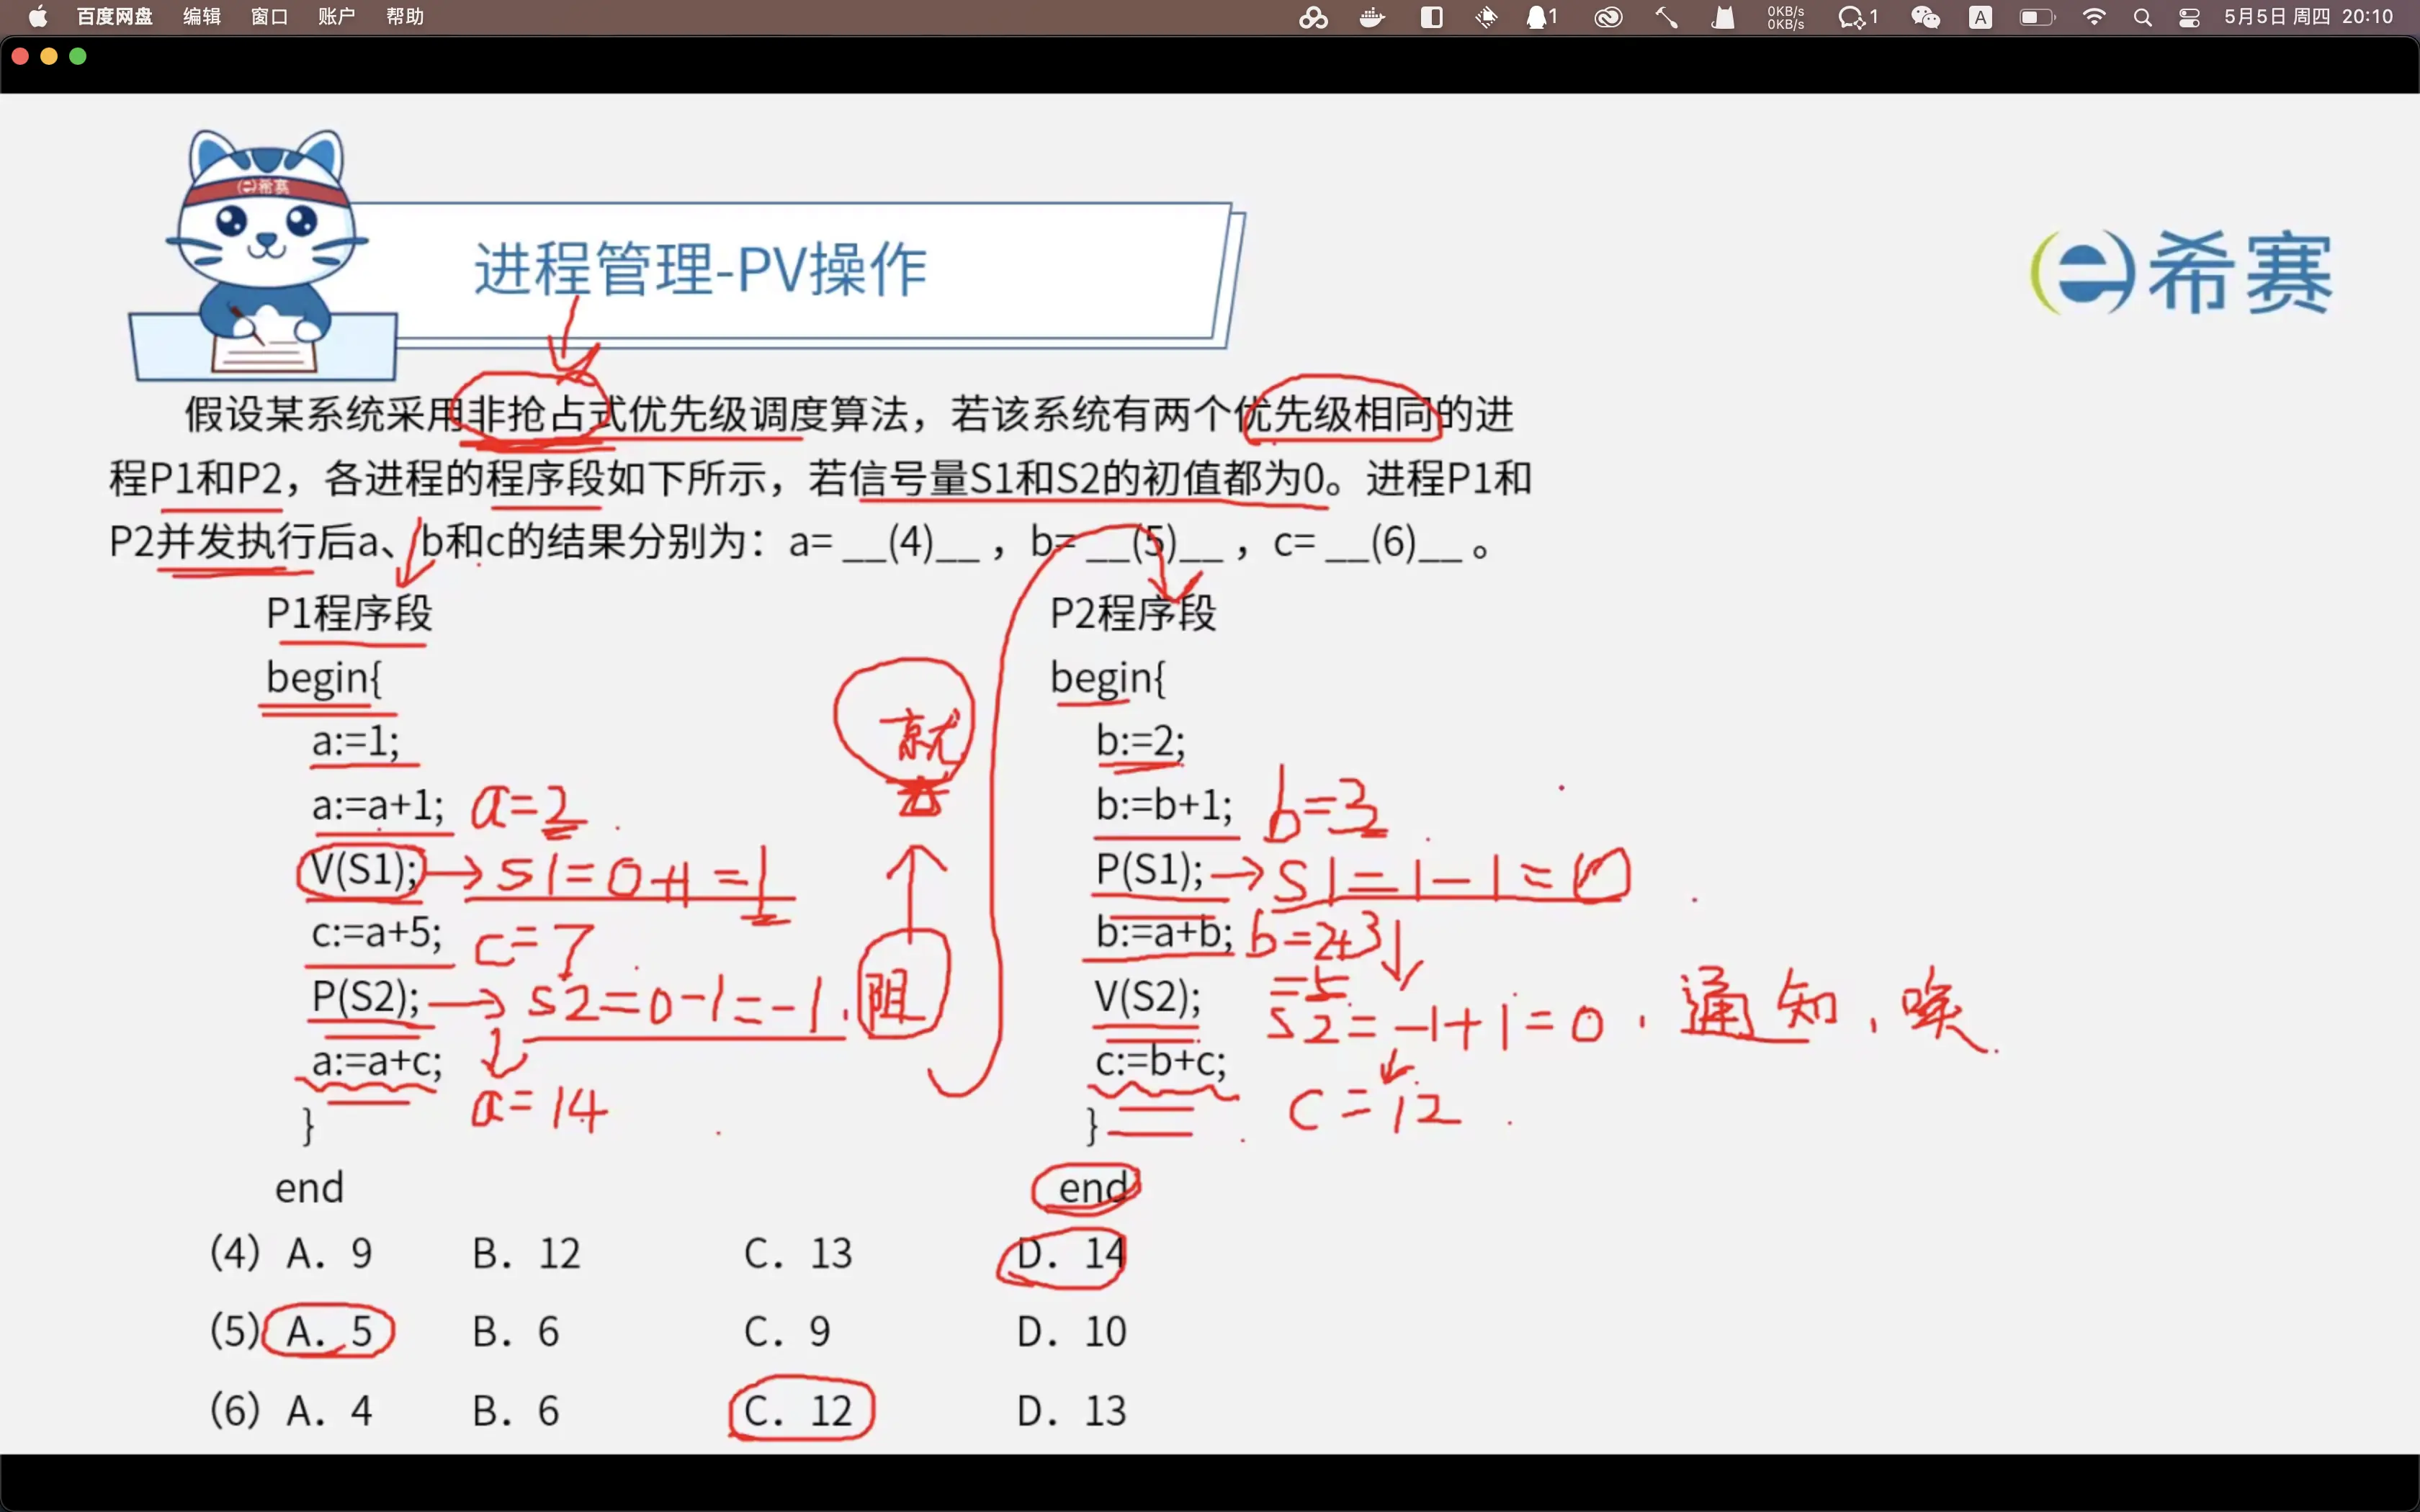 百度网盘 编辑 窗口 账户 帮助 1 0KB/s 0KB/s 1 A 5月5日 周四 20:10
希赛
进程管理-PV操作
希赛
假设某系统采用非抢占式优先级调度算法，若该系统有两个优先级相同的进
程P1和P2，各进程的程序段如下所示，若信号量S1和S2的初值都为0。进程P1和
P2并发执行后a、b和c的结果分别为：a= __(4)__ ，b= __(5)__ ，c= __(6)__ 。
P1程序段 P2程序段
begin{ begin{
a:=1; 就 b:=2;
a:=a+1; a=2 b:=b+1; b=3
V(S1); → S1=0+1=1 P(S1); → S1=1-1=0
c:=a+5; c=7 b:=a+b; b=2+3
=5
P(S2); → S2=0-1=-1. 阻 V(S2); S2=-1+1=0. 通知, 唤
a:=a+c; c:=b+c;
} a=14 } c=12
end end
(4) A. 9 B. 12 C. 13 D. 14
(5) A. 5 B. 6 C. 9 D. 10
(6) A. 4 B. 6 C. 12 D. 13